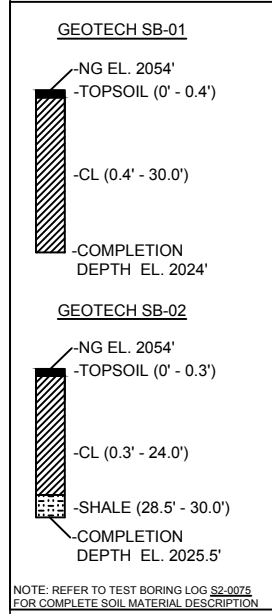 GEOTECH SB-01
-NG EL. 2054'
-TOPSOIL (0' - 0.4')
-CL (0.4' - 30.0')
-COMPLETION
DEPTH EL. 2024'
GEOTECH SB-02
-NG EL. 2054'
-TOPSOIL (0' - 0.3')
-CL (0.3' - 24.0')
-SHALE (28.5' - 30.0')
-COMPLETION
DEPTH EL. 2025.5'
NOTE: REFER TO TEST BORING LOG S2-0075
FOR COMPLETE SOIL MATERIAL DESCRIPTION